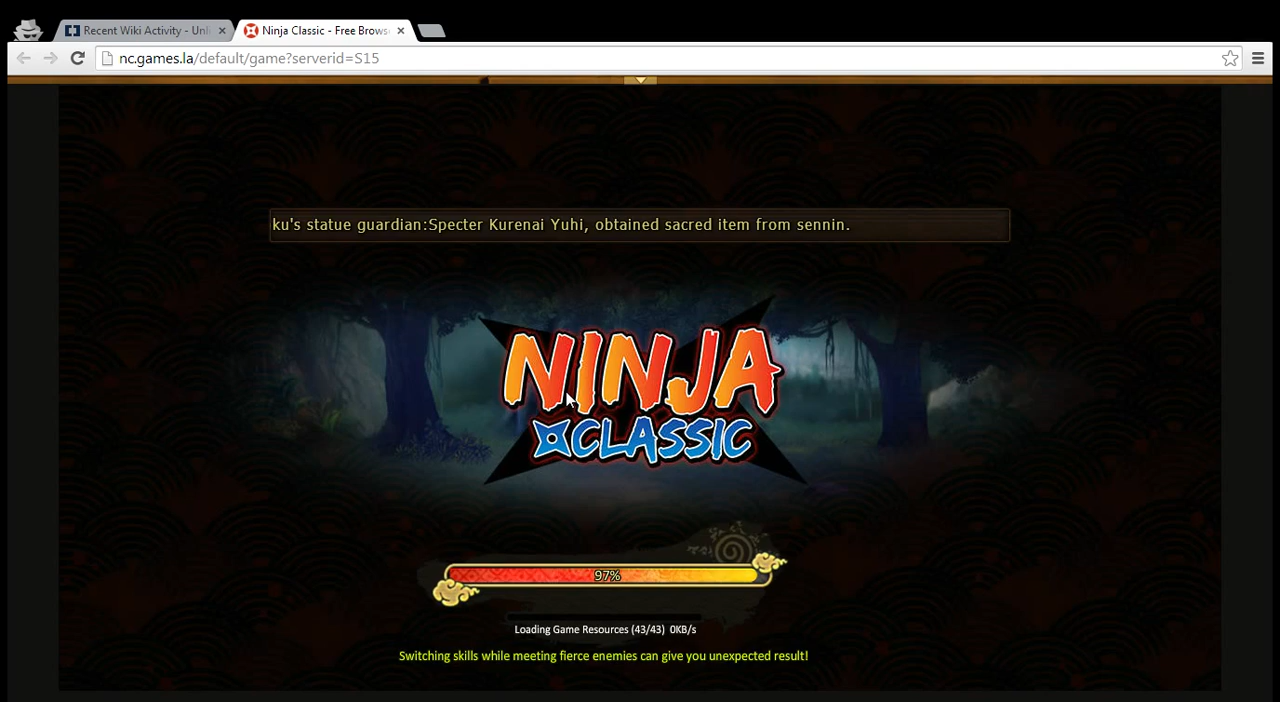 Recent Wiki Activity - Unli
Ninja Classic - Free Brows
nc.games.la/default/game?serverid=S15
ku's statue guardian:Specter Kurenai Yuhi, obtained sacred item from sennin.
NINJA
CLASSIC
97%
Loading Game Resources (43/43) 0KB/s
Switching skills while meeting fierce enemies can give you unexpected result!